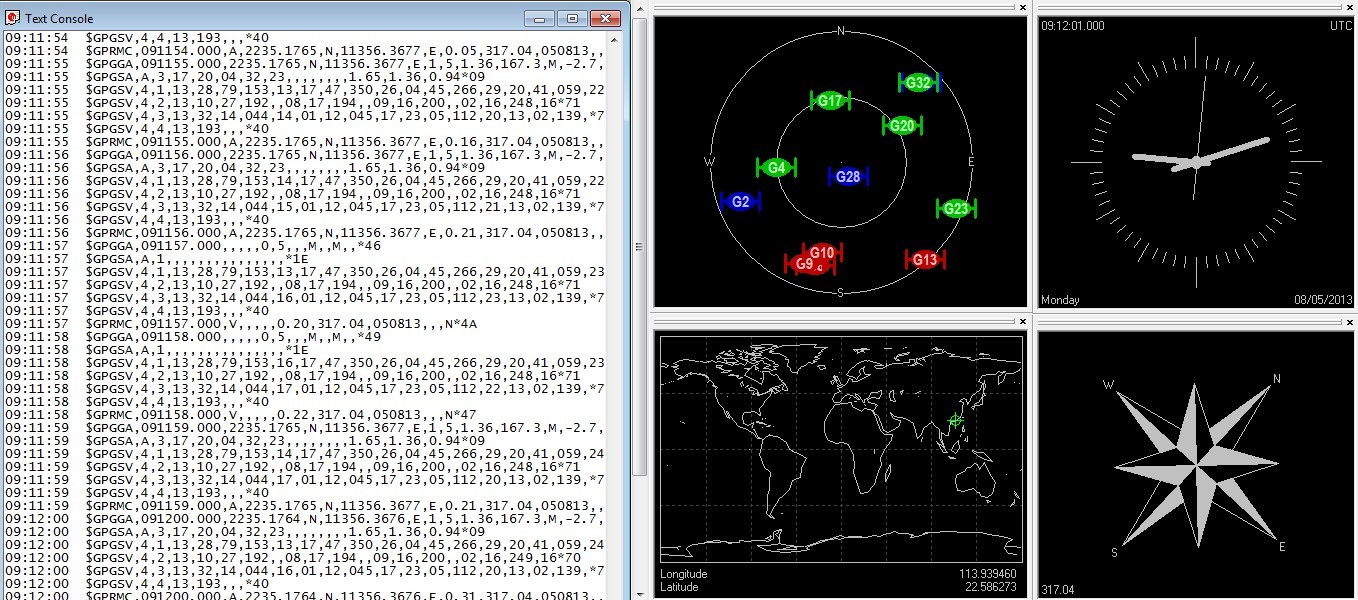 Text Console
09:11:54 $GPGSV,4,4,13,193,,,*40
09:11:54 $GPRMC,091154.000,A,2235.1765,N,11356.3677,E,0.05,317.04,050813,,
09:11:55 $GPGGA,091155.000,2235.1765,N,11356.3677,E,1,5,1.36,167.3,M,-2.7,
09:11:55 $GPGSA,A,3,17,20,04,32,23,,,,,,,,1.65,1.36,0.94*09
09:11:55 $GPGSV,4,1,13,28,79,153,13,17,47,350,26,04,45,266,29,20,41,059,22
09:11:55 $GPGSV,4,2,13,10,27,192,,08,17,194,,09,16,200,,02,16,248,16*71
09:11:55 $GPGSV,4,3,13,32,14,044,14,01,12,045,17,23,05,112,20,13,02,139,*7
09:11:55 $GPGSV,4,4,13,193,,,*40
09:11:55 $GPRMC,091155.000,A,2235.1765,N,11356.3677,E,0.16,317.04,050813,,
09:11:56 $GPGGA,091156.000,2235.1765,N,11356.3677,E,1,5,1.36,167.3,M,-2.7,
09:11:56 $GPGSA,A,3,17,20,04,32,23,,,,,,,,1.65,1.36,0.94*09
09:11:56 $GPGSV,4,1,13,28,79,153,14,17,47,350,26,04,45,266,29,20,41,059,22
09:11:56 $GPGSV,4,2,13,10,27,192,,08,17,194,,09,16,200,,02,16,248,16*71
09:11:56 $GPGSV,4,3,13,32,14,044,15,01,12,045,17,23,05,112,21,13,02,139,*7
09:11:56 $GPGSV,4,4,13,193,,,*40
09:11:56 $GPRMC,091156.000,A,2235.1765,N,11356.3677,E,0.21,317.04,050813,,
09:11:57 $GPGGA,091157.000,,,,,0,5,,,M,,M,,*46
09:11:57 $GPGSA,A,1,,,,,,,,,,,,,,,*1E
09:11:57 $GPGSV,4,1,13,28,79,153,13,17,47,350,26,04,45,266,29,20,41,059,23
09:11:57 $GPGSV,4,2,13,10,27,192,,08,17,194,,09,16,200,,02,16,248,16*71
09:11:57 $GPGSV,4,3,13,32,14,044,16,01,12,045,17,23,05,112,23,13,02,139,*7
09:11:57 $GPGSV,4,4,13,193,,,*40
09:11:57 $GPRMC,091157.000,V,,,,,0.20,317.04,050813,,,N*4A
09:11:58 $GPGGA,091158.000,,,,,0,5,,,M,,M,,*49
09:11:58 $GPGSA,A,1,,,,,,,,,,,,,,,*1E
09:11:58 $GPGSV,4,1,13,28,79,153,16,17,47,350,26,04,45,266,29,20,41,059,23
09:11:58 $GPGSV,4,2,13,10,27,192,,08,17,194,,09,16,200,,02,16,248,16*71
09:11:58 $GPGSV,4,3,13,32,14,044,17,01,12,045,17,23,05,112,22,13,02,139,*7
09:11:58 $GPGSV,4,4,13,193,,,*40
09:11:58 $GPRMC,091158.000,V,,,,,0.22,317.04,050813,,,N*47
09:11:59 $GPGGA,091159.000,2235.1765,N,11356.3677,E,1,5,1.36,167.3,M,-2.7,
09:11:59 $GPGSA,A,3,17,20,04,32,23,,,,,,,,1.65,1.36,0.94*09
09:11:59 $GPGSV,4,1,13,28,79,153,14,17,47,350,26,04,45,266,29,20,41,059,24
09:11:59 $GPGSV,4,2,13,10,27,192,,08,17,194,,09,16,200,,02,16,248,16*71
09:11:59 $GPGSV,4,3,13,32,14,044,17,01,12,045,17,23,05,112,20,13,02,139,*7
09:11:59 $GPGSV,4,4,13,193,,,*40
09:11:59 $GPRMC,091159.000,A,2235.1765,N,11356.3677,E,0.21,317.04,050813,,
09:12:00 $GPGGA,091200.000,2235.1764,N,11356.3676,E,1,5,1.36,167.3,M,-2.7,
09:12:00 $GPGSA,A,3,17,20,04,32,23,,,,,,,,1.65,1.36,0.94*09
09:12:00 $GPGSV,4,1,13,28,79,153,14,17,47,350,26,04,45,266,29,20,41,059,24
09:12:00 $GPGSV,4,2,13,10,27,192,,08,17,194,,09,16,200,,02,16,249,16*70
09:12:00 $GPGSV,4,3,13,32,14,044,16,01,12,045,17,23,05,112,20,13,02,139,*7
09:12:00 $GPGSV,4,4,13,193,,,*40
09:12:00 $GPRMC,091200.000,A,2235.1764,N,11356.3676,E,0.31,317.04,050813,,
N
G32
G17
G20
W
G4
E
G28
G2
G23
G10
G9
G13
S
09:12:01.000 UTC
Monday 08/05/2013
Longitude 113.939460
Latitude 22.586273
W N
S E
317.04